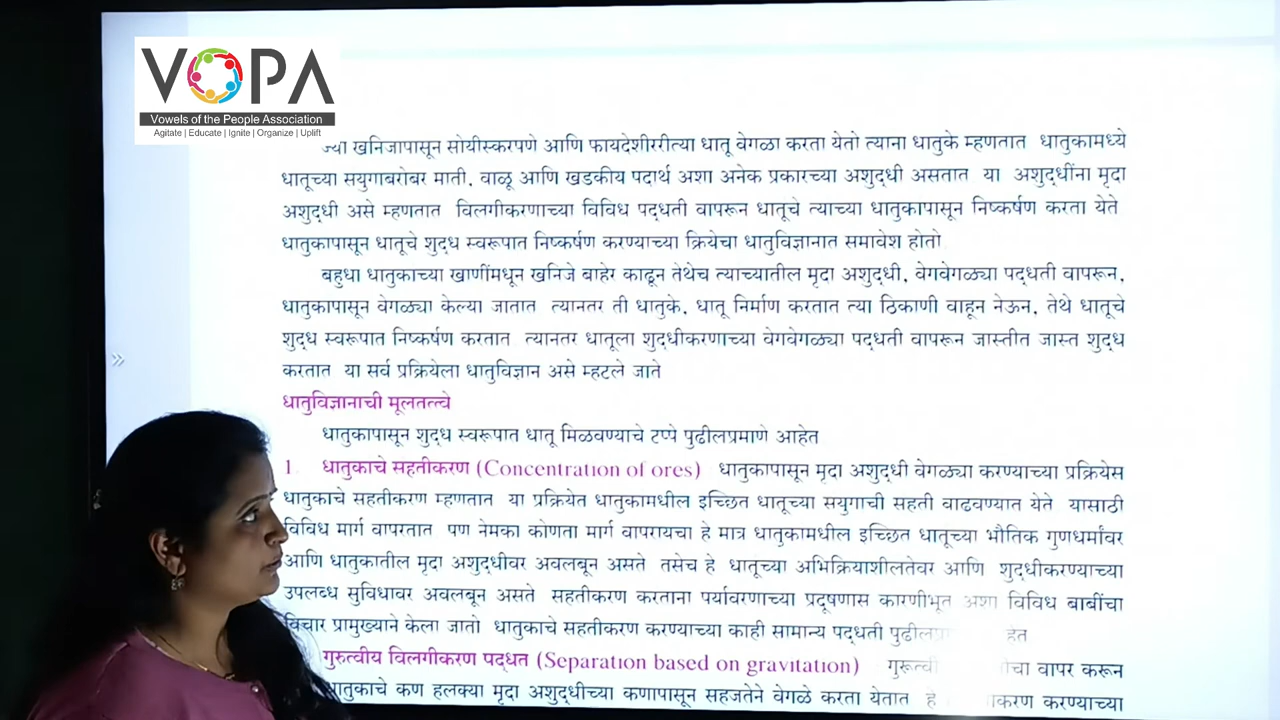 VOPA
Vowels of the People Association
Agitate | Educate | Ignite | Organize | Uplift
ज्या खनिजापासून सोयीस्करपणे आणि फायदेशीररीत्या धातू वेगळा करता येतो त्याना धातुके म्हणतात धातुकामध्ये
धातूच्या सयुगाबरोबर माती, वाळू आणि खडकीय पदार्थ अशा अनेक प्रकारच्या अशुद्धी असतात या अशुद्धींना मृदा
अशुद्धी असे म्हणतात विलगीकरणाच्या विविध पद्धती वापरून धातूचे त्याच्या धातुकापासून निष्कर्षण करता येते
धातुकापासून धातूचे शुद्ध स्वरूपात निष्कर्षण करण्याच्या क्रियेचा धातुविज्ञानात समावेश होतो
बहुधा धातुकाच्या खाणींमधून खनिजे बाहेर काढून तेथेच त्याच्यातील मृदा अशुद्धी, वेगवेगळ्या पद्धती वापरून,
धातुकापासून वेगळ्या केल्या जातात त्यानतर ती धातुके, धातू निर्माण करतात त्या ठिकाणी वाहून नेऊन, तेथे धातूचे
शुद्ध स्वरूपात निष्कर्षण करतात त्यानतर धातूला शुद्धीकरणाच्या वेगवेगळ्या पद्धती वापरून जास्तीत जास्त शुद्ध
करतात या सर्व प्रक्रियेला धातुविज्ञान असे म्हटले जाते
धातुविज्ञानाची मूलतत्त्वे
धातुकापासून शुद्ध स्वरूपात धातू मिळवण्याचे टप्पे पुढीलप्रमाणे आहेत
1. धातुकाचे सहतीकरण (Concentration of ores) धातुकापासून मृदा अशुद्धी वेगळ्या करण्याच्या प्रक्रियेस
धातुकाचे सहतीकरण म्हणतात या प्रक्रियेत धातुकामधील इच्छित धातूच्या सयुगाची सहती वाढवण्यात येते यासाठी
विविध मार्ग वापरतात पण नेमका कोणता मार्ग वापरायचा हे मात्र धातुकामधील इच्छित धातूच्या भौतिक गुणधर्मांवर
आणि धातुकातील मृदा अशुद्धीवर अवलबून असते तसेच हे धातूच्या अभिक्रियाशीलतेवर आणि शुद्धीकरणाच्या
उपलब्ध सुविधावर अवलबून असते सहतीकरण करताना पर्यावरणाच्या प्रदूषणास कारणीभूत अशा विविध बाबींचा
विचार प्रामुख्याने केला जातो धातुकाचे सहतीकरण करण्याच्या काही सामान्य पद्धती
गुरुत्वीय विलगीकरण पद्धत (Separation based on gravitation) वापर करून
कण हलक्या मृदा अशुद्धीच्या कणापासून सहजतेने वेगळे करता येतात हे करण्याच्या